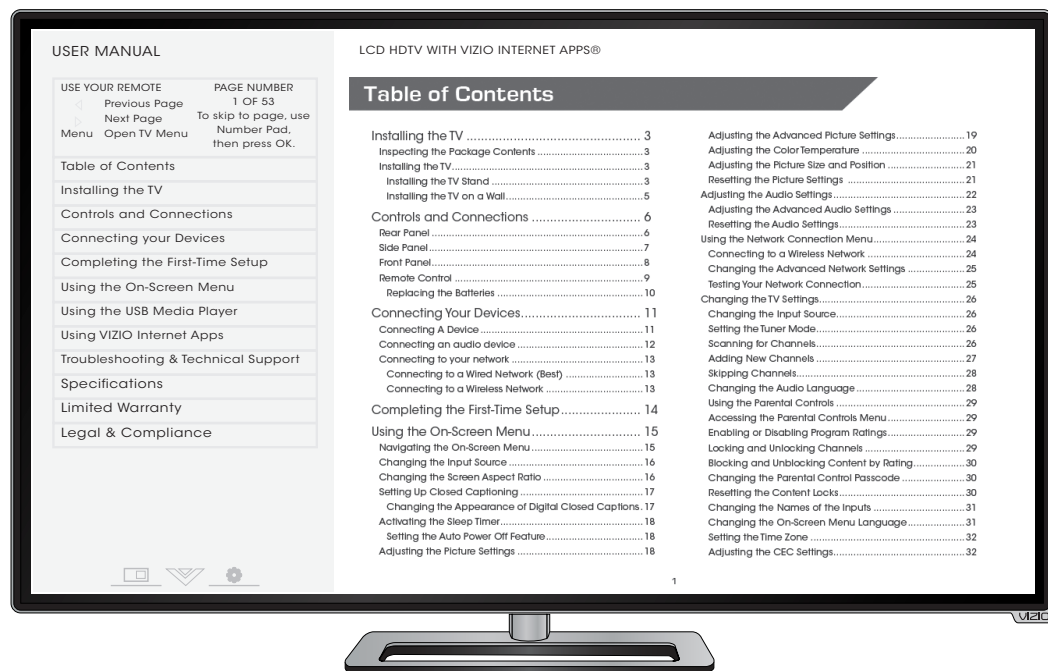 USER MANUAL
USE YOUR REMOTE
Previous Page
Next Page
Menu Open TV Menu
PAGE NUMBER
1 OF 53
To skip to page, use
Number Pad,
then press OK.
Table of Contents
Installing the TV
Controls and Connections
Connecting your Devices
Completing the First-Time Setup
Using the On-Screen Menu
Using the USB Media Player
Using VIZIO Internet Apps
Troubleshooting & Technical Support
Specifications
Limited Warranty
Legal & Compliance
LCD HDTV WITH VIZIO INTERNET APPS®
Table of Contents
Installing the TV ........ 3
Inspecting the Package Contents ........ 3
Installing the TV ........ 3
Installing the TV Stand ........ 3
Installing the TV on a Wall ........ 5
Controls and Connections ........ 6
Rear Panel ........ 6
Side Panel ........ 7
Front Panel ........ 8
Remote Control ........ 9
Replacing the Batteries ........ 10
Connecting Your Devices ........ 11
Connecting A Device ........ 11
Connecting an audio device ........ 12
Connecting to your network ........ 13
Connecting to a Wired Network (Best) ........ 13
Connecting to a Wireless Network ........ 13
Completing the First-Time Setup ........ 14
Using the On-Screen Menu ........ 15
Navigating the On-Screen Menu ........ 15
Changing the Input Source ........ 16
Changing the Screen Aspect Ratio ........ 16
Setting Up Closed Captioning ........ 17
Changing the Appearance of Digital Closed Captions. 17
Activating the Sleep Timer ........ 18
Setting the Auto Power Off Feature ........ 18
Adjusting the Picture Settings ........ 18
Adjusting the Advanced Picture Settings ........ 19
Adjusting the Color Temperature ........ 20
Adjusting the Picture Size and Position ........ 21
Resetting the Picture Settings ........ 21
Adjusting the Audio Settings ........ 22
Adjusting the Advanced Audio Settings ........ 23
Resetting the Audio Settings ........ 23
Using the Network Connection Menu ........ 24
Connecting to a Wireless Network ........ 24
Changing the Advanced Network Settings ........ 25
Testing Your Network Connection ........ 25
Changing the TV Settings ........ 26
Changing the Input Source ........ 26
Setting the Tuner Mode ........ 26
Scanning for Channels ........ 26
Adding New Channels ........ 27
Skipping Channels ........ 28
Changing the Audio Language ........ 28
Using the Parental Controls ........ 29
Accessing the Parental Controls Menu ........ 29
Enabling or Disabling Program Ratings ........ 29
Locking and Unlocking Channels ........ 29
Blocking and Unblocking Content by Rating ........ 30
Changing the Parental Control Passcode ........ 30
Resetting the Content Locks ........ 30
Changing the Names of the Inputs ........ 31
Changing the On-Screen Menu Language ........ 31
Setting the Time Zone ........ 32
Adjusting the CEC Settings ........ 32
1
VIZIO